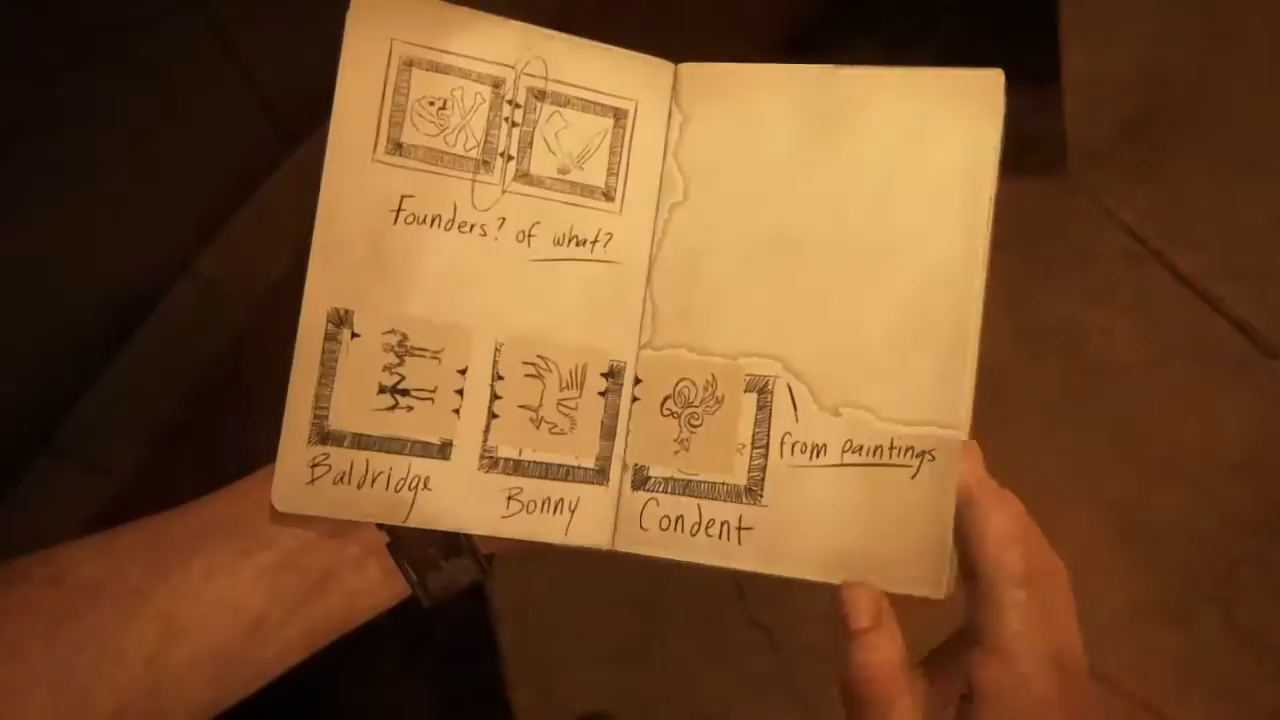 Founders? of what?
Baldridge
Bonny
Condent
from paintings